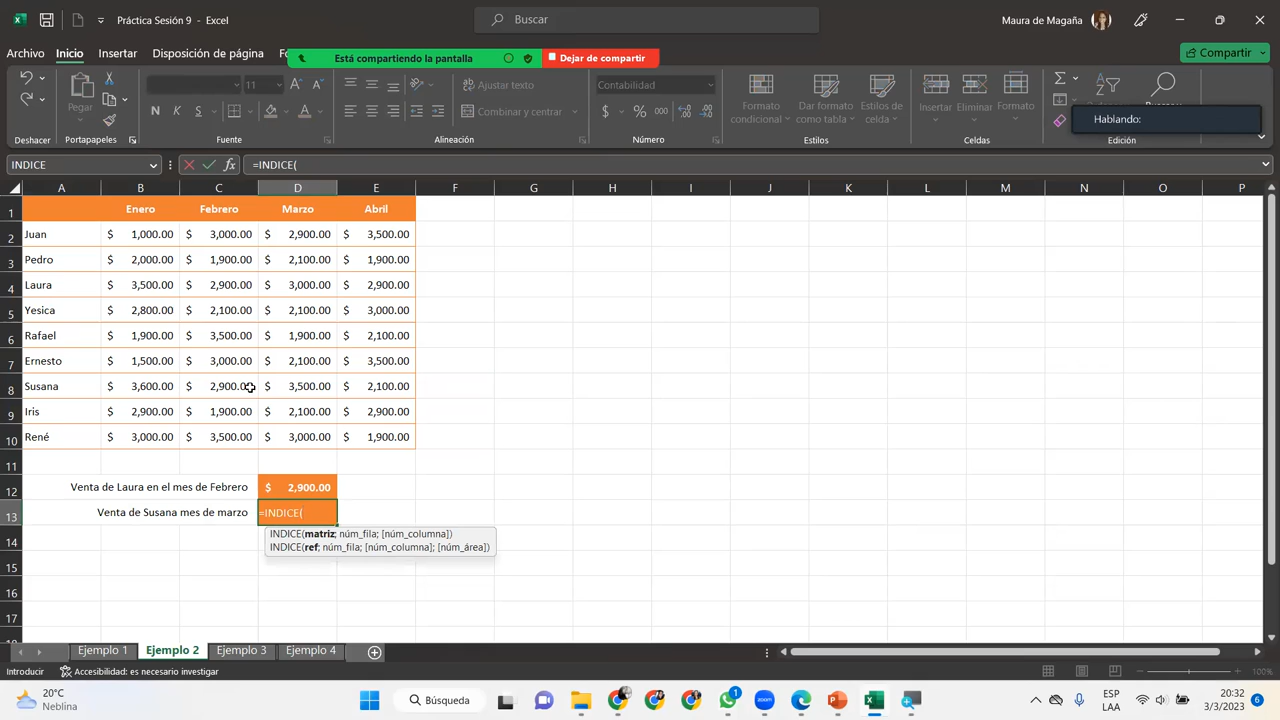 Práctica Sesión 9 - Excel
Buscar
Maura de Magaña
Archivo Inicio Insertar Disposición de página
Está compartiendo la pantalla
Dejar de compartir
Compartir
11
Ajustar texto
Contabilidad
Pegar
N K S
Combinar y centrar
$ % 000
Formato condicional
Dar formato como tabla
Estilos de celda
Insertar Eliminar Formato
Hablando:
Deshacer Portapapeles Fuente Alineación Número Estilos Celdas Edición
INDICE
=INDICE(
A B C D E F G H I J K L M N O P
1 Enero Febrero Marzo Abril
2 Juan $ 1,000.00 $ 3,000.00 $ 2,900.00 $ 3,500.00
3 Pedro $ 2,000.00 $ 1,900.00 $ 2,100.00 $ 1,900.00
4 Laura $ 3,500.00 $ 2,900.00 $ 3,000.00 $ 2,900.00
5 Yesica $ 2,800.00 $ 2,100.00 $ 2,100.00 $ 3,000.00
6 Rafael $ 1,900.00 $ 3,500.00 $ 1,900.00 $ 2,100.00
7 Ernesto $ 1,500.00 $ 3,000.00 $ 2,100.00 $ 3,500.00
8 Susana $ 3,600.00 $ 2,900.00 $ 3,500.00 $ 2,100.00
9 Iris $ 2,900.00 $ 1,900.00 $ 2,100.00 $ 2,900.00
10 René $ 3,000.00 $ 3,500.00 $ 3,000.00 $ 1,900.00
11
12 Venta de Laura en el mes de Febrero $ 2,900.00
13 Venta de Susana mes de marzo =INDICE(
14 INDICE(matriz; núm_fila; [núm_columna])
INDICE(ref; núm_fila; [núm_columna]; [núm_área])
15
16
17
Ejemplo 1 Ejemplo 2 Ejemplo 3 Ejemplo 4
Introducir
Accesibilidad: es necesario investigar
100%
20°C
Neblina
Búsqueda
1
ESP
LAA
20:32
3/3/2023
6